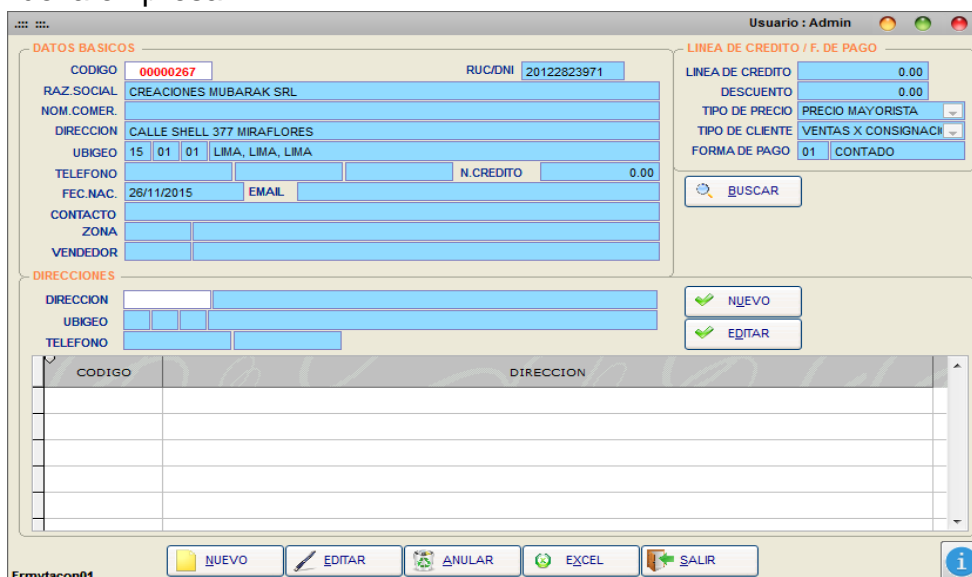 .::: :::.
Usuario : Admin
DATOS BASICOS
CODIGO 00000267 RUC/DNI 20122823971
RAZ.SOCIAL CREACIONES MUBARAK SRL
NOM.COMER.
DIRECCION CALLE SHELL 377 MIRAFLORES
UBIGEO 15 01 01 LIMA, LIMA, LIMA
TELEFONO N.CREDITO 0.00
FEC.NAC. 26/11/2015 EMAIL
CONTACTO
ZONA
VENDEDOR
LINEA DE CREDITO / F. DE PAGO
LINEA DE CREDITO 0.00
DESCUENTO 0.00
TIPO DE PRECIO PRECIO MAYORISTA
TIPO DE CLIENTE VENTAS X CONSIGNACI
FORMA DE PAGO 01 CONTADO
BUSCAR
DIRECCIONES
DIRECCION
UBIGEO
TELEFONO
NUEVO
EDITAR
CODIGO DIRECCION
NUEVO EDITAR ANULAR EXCEL SALIR
Frmvtacon01